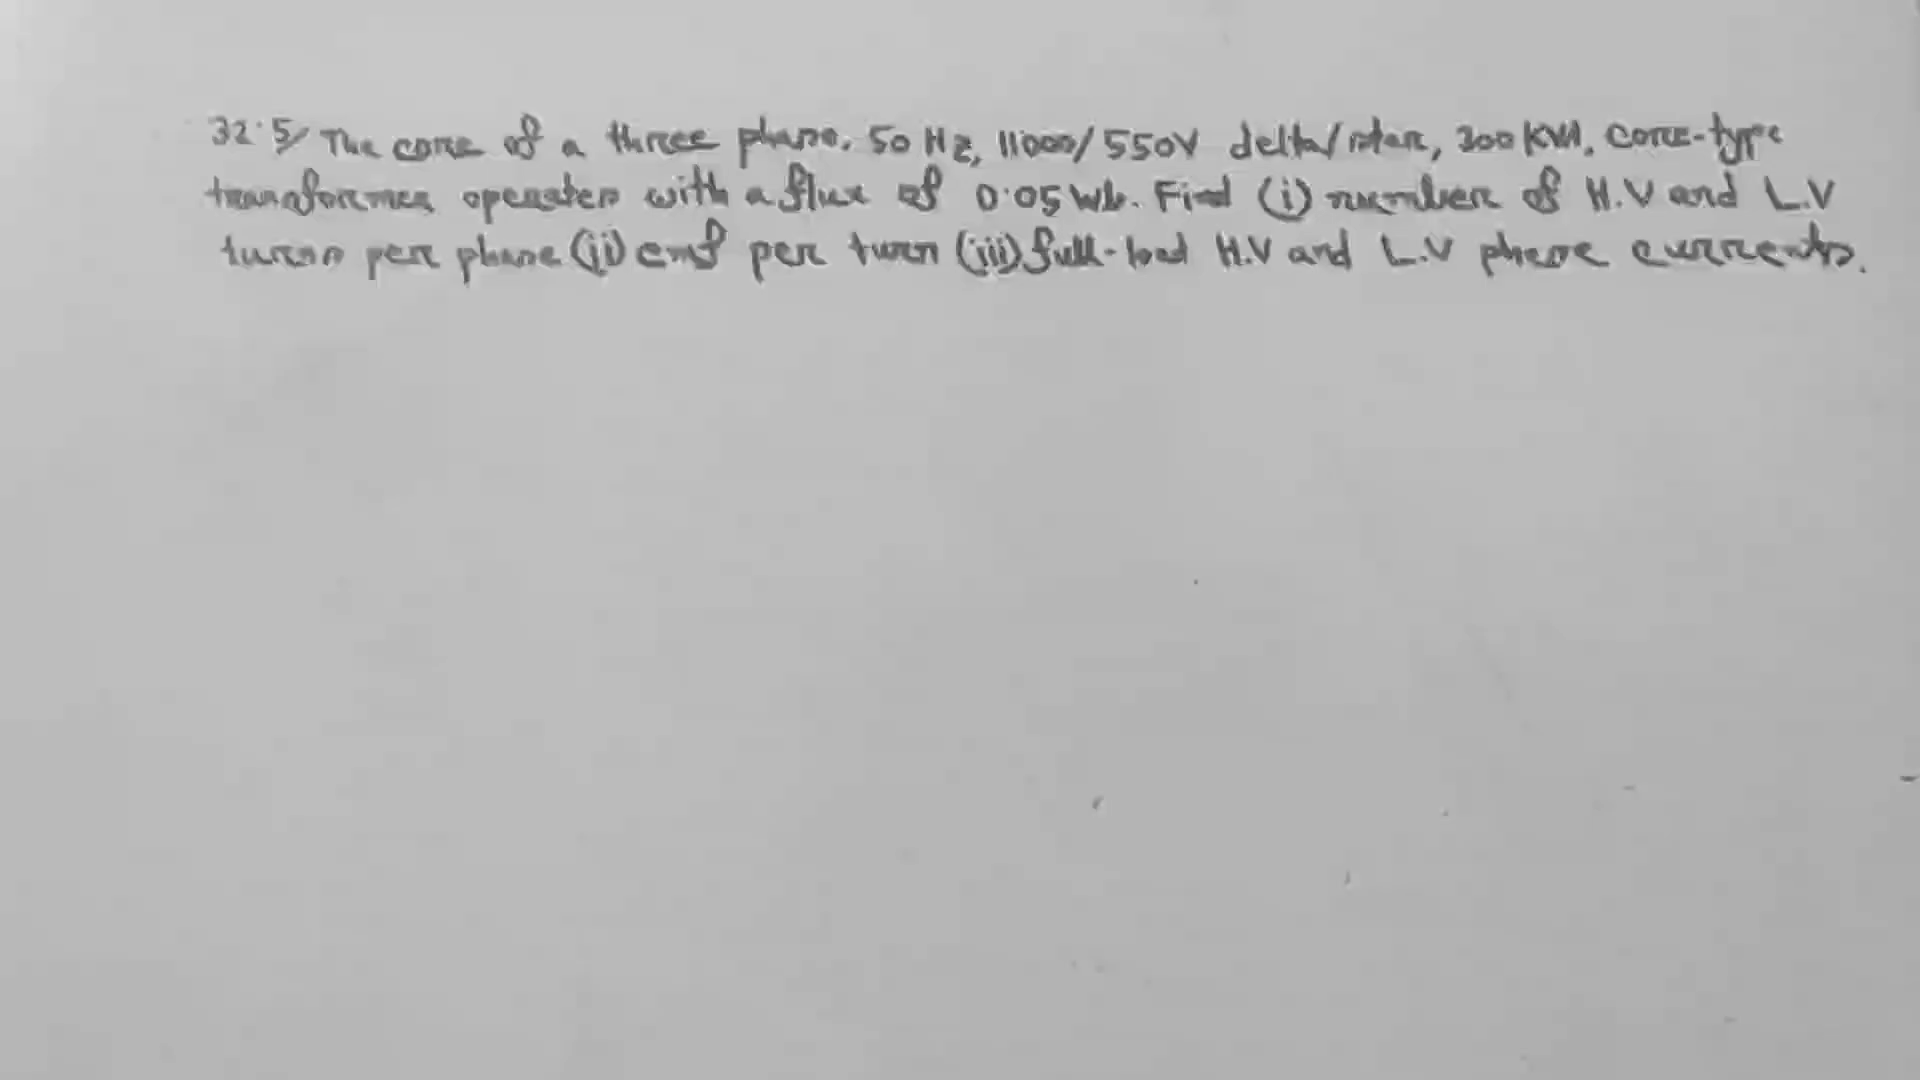 32.5/ The core of a three phase, 50 Hz, 11000/550V delta/star, 300 KVA, core-type
transformer operates with a flux of 0.05 Wb. Find (i) number of H.V and L.V
turns per phase (ii) emf per turn (iii) full-load H.V and L.V phase currents.